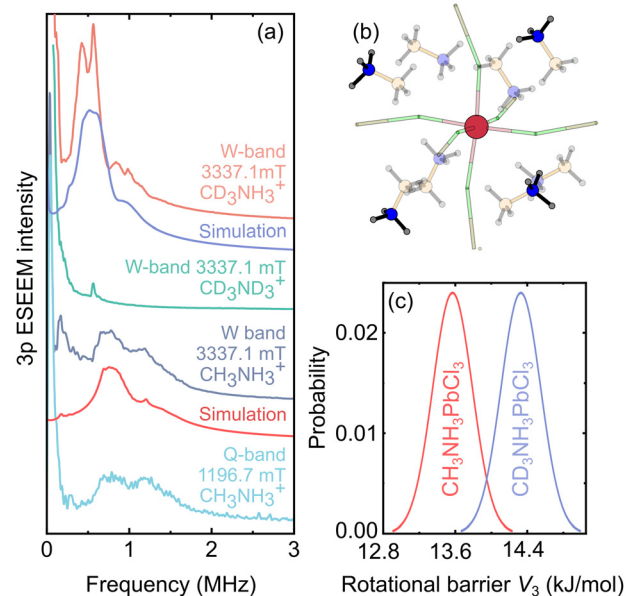 (a)
3p ESEEM intensity
W-band
3337.1mT
CD₃NH₃⁺
Simulation
W-band 3337.1 mT
CD₃ND₃⁺
W band
3337.1 mT
CH₃NH₃⁺
Simulation
Q-band
1196.7 mT
CH₃NH₃⁺
0 1 2 3
Frequency (MHz)
(b)
(c)
Probability
0.02
0.01
0.00
CH₃NH₃PbCl₃
CD₃NH₃PbCl₃
12.8 13.6 14.4
Rotational barrier V₃ (kJ/mol)